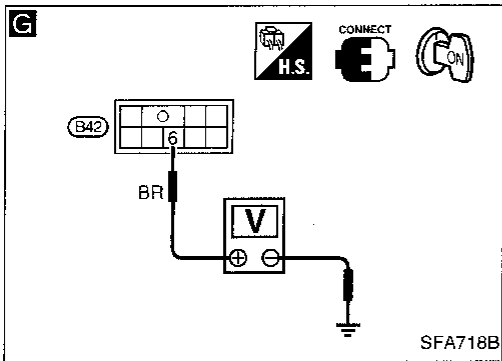 G
H.S.
CONNECT
ON
B42
6
BR
V
+ −
SFA718B